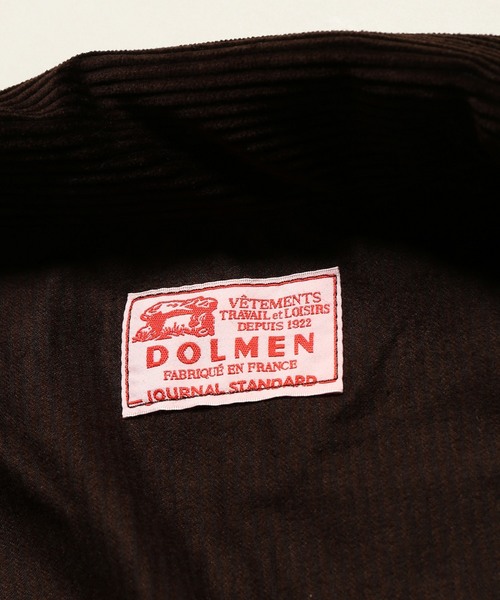 VÊTEMENTS
TRAVAIL et LOISIRS
DEPUIS 1922
DOLMEN
FABRIQUÉ EN FRANCE
JOURNAL STANDARD